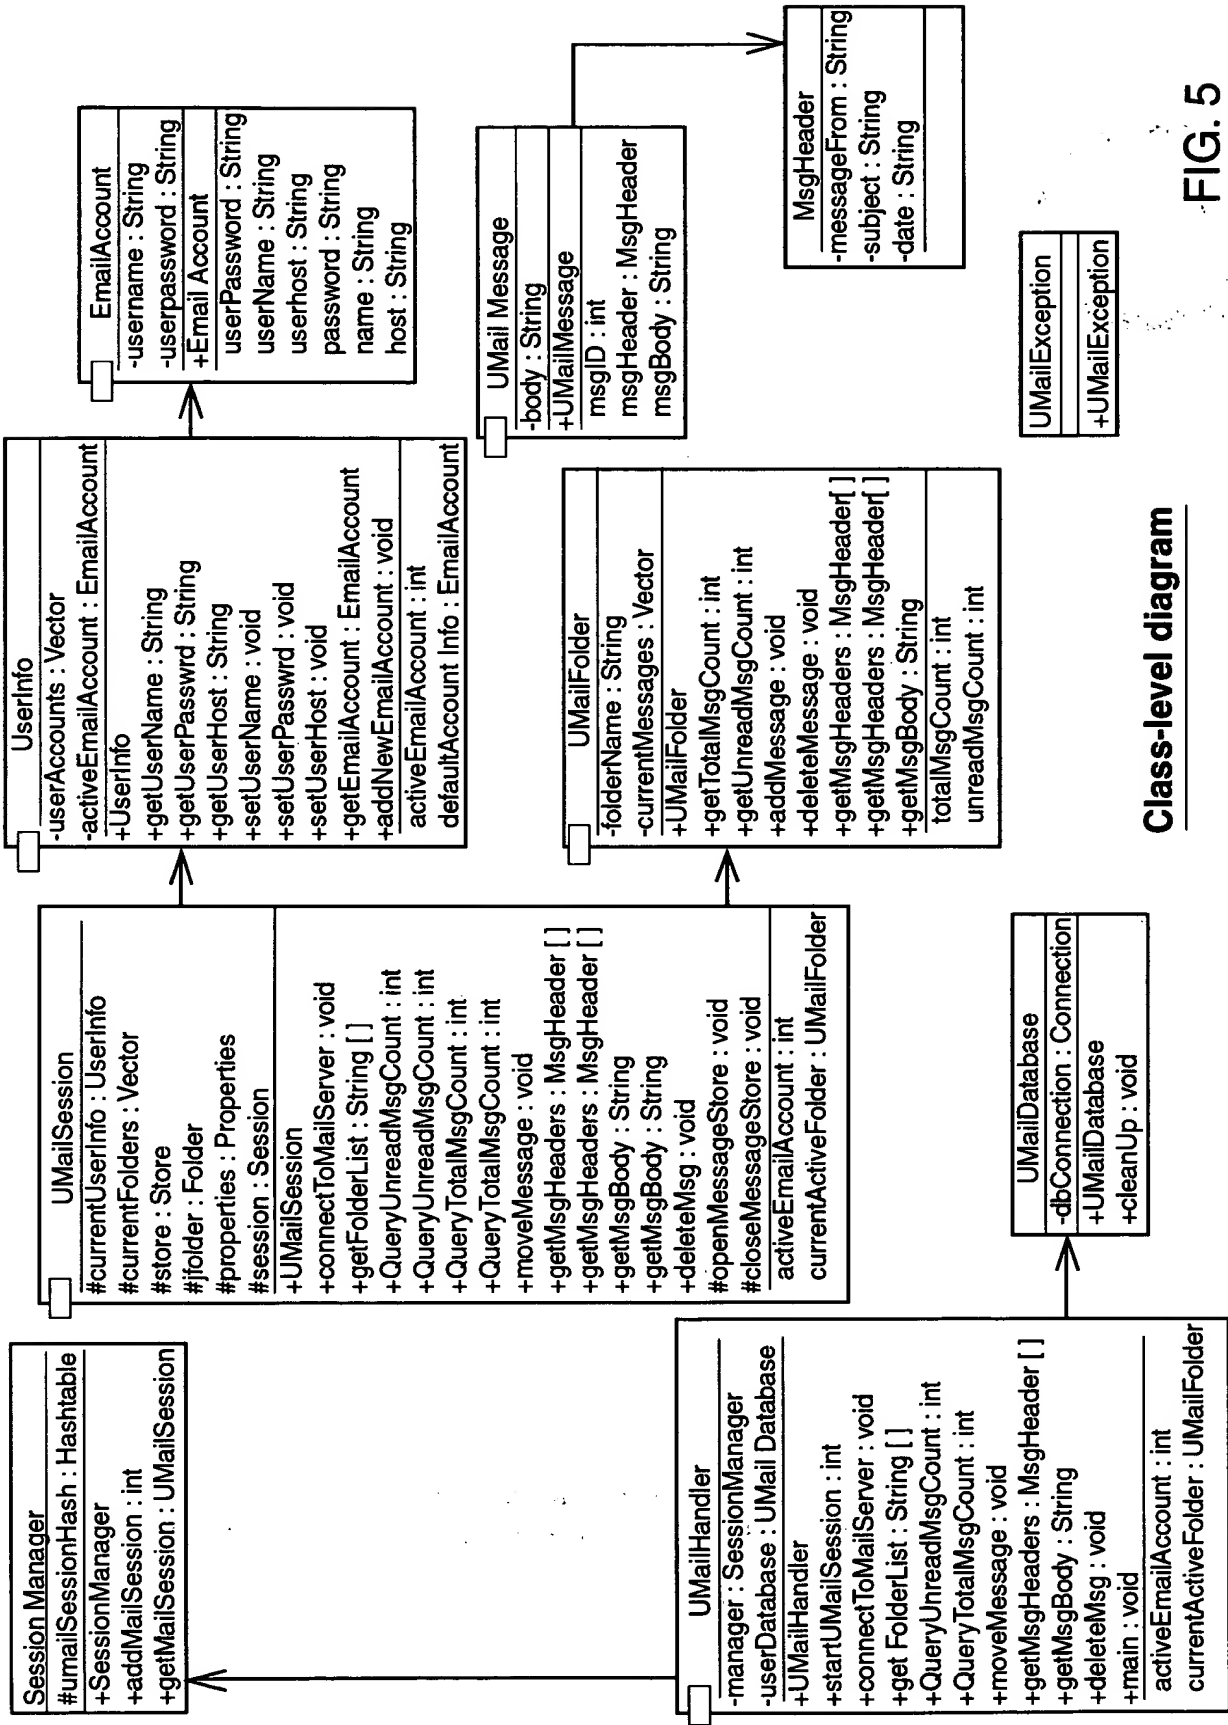 Session Manager
#umailSessionHash : Hashtable
+SessionManager
+addMailSession : int
+getMailSession : UMailSession
UMailSession
#currentUserInfo : UserInfo
#currentFolders : Vector
#store : Store
#jfolder : Folder
#properties : Properties
#session : Session
+UMailSession
+connectToMailServer : void
+getFolderList : String [ ]
+QueryUnreadMsgCount : int
+QueryUnreadMsgCount : int
+QueryTotalMsgCount : int
+QueryTotalMsgCount : int
+moveMessage : void
+getMsgHeaders : MsgHeader [ ]
+getMsgHeaders : MsgHeader [ ]
+getMsgBody : String
+getMsgBody : String
+deleteMsg : void
#openMessageStore : void
#closeMessageStore : void
activeEmailAccount : int
currentActiveFolder : UMailFolder
UserInfo
-userAccounts : Vector
-activeEmailAccount : EmailAccount
+UserInfo
+getUserName : String
+getUserPasswrd : String
+getUserHost : String
+setUserName : void
+setUserPasswrd : void
+setUserHost : void
+getEmailAccount : EmailAccount
+addNewEmailAccount : void
activeEmailAccount : int
defaultAccount Info : EmailAccount
EmailAccount
-username : String
-userpassword : String
+Email Account
userPassword : String
userName : String
userhost : String
password : String
name : String
host : String
UMailHandler
-manager : SessionManager
-userDatabase : UMail Database
+UMailHandler
+startUMailSession : int
+connectToMailServer : void
+get FolderList : String [ ]
+QueryUnreadMsgCount : int
+QueryTotalMsgCount : int
+moveMessage : void
+getMsgHeaders : MsgHeader [ ]
+getMsgBody : String
+deleteMsg : void
+main : void
activeEmailAccount : int
currentActiveFolder : UMailFolder
UMailDatabase
-dbConnection : Connection
+UMailDatabase
+cleanUp : void
UMailFolder
-folderName : String
-currentMessages : Vector
+UMailFolder
+getTotalMsgCount : int
+getUnreadMsgCount : int
+addMessage : void
+deleteMessage : void
+getMsgHeaders : MsgHeader[ ]
+getMsgHeaders : MsgHeader[ ]
+getMsgBody : String
totalMsgCount : int
unreadMsgCount : int
UMail Message
-body : String
+UMailMessage
msgID : int
msgHeader : MsgHeader
msgBody : String
MsgHeader
-messageFrom : String
-subject : String
-date : String
UMailException
+UMailException
Class-level diagram
FIG. 5